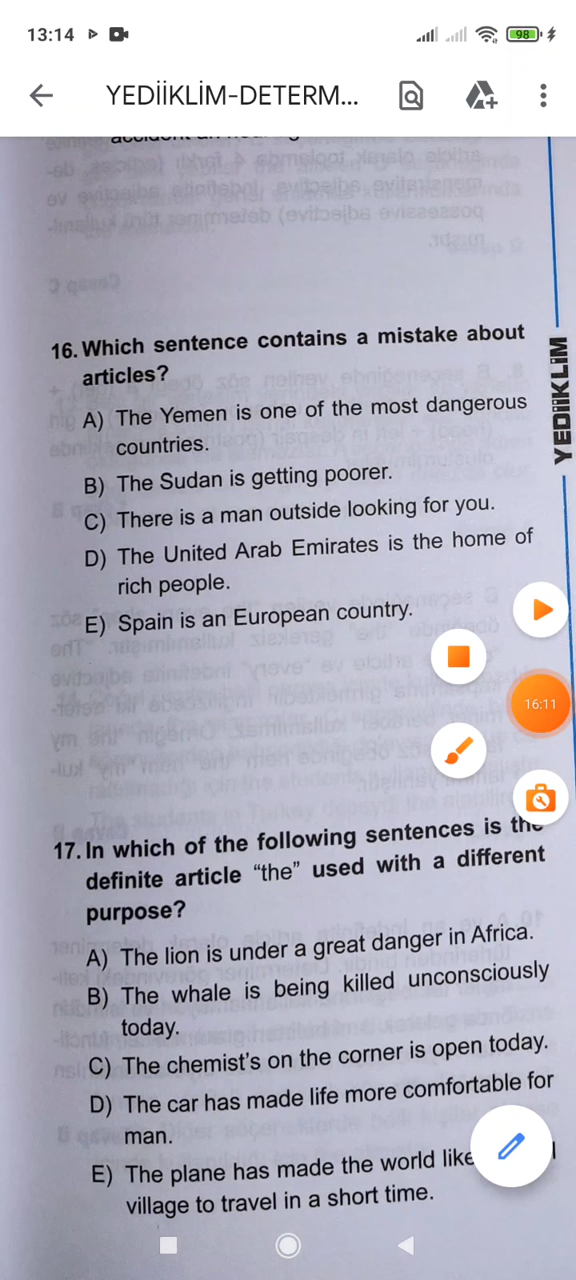 13:14
98
YEDİİKLİM-DETERM...
16. Which sentence contains a mistake about
articles?
A) The Yemen is one of the most dangerous
countries.
B) The Sudan is getting poorer.
C) There is a man outside looking for you.
D) The United Arab Emirates is the home of
rich people.
E) Spain is an European country.
YEDİİKLİM
16:11
17. In which of the following sentences is the
definite article “the” used with a different
purpose?
A) The lion is under a great danger in Africa.
B) The whale is being killed unconsciously
today.
C) The chemist's on the corner is open today.
D) The car has made life more comfortable for
man.
E) The plane has made the world like
village to travel in a short time.